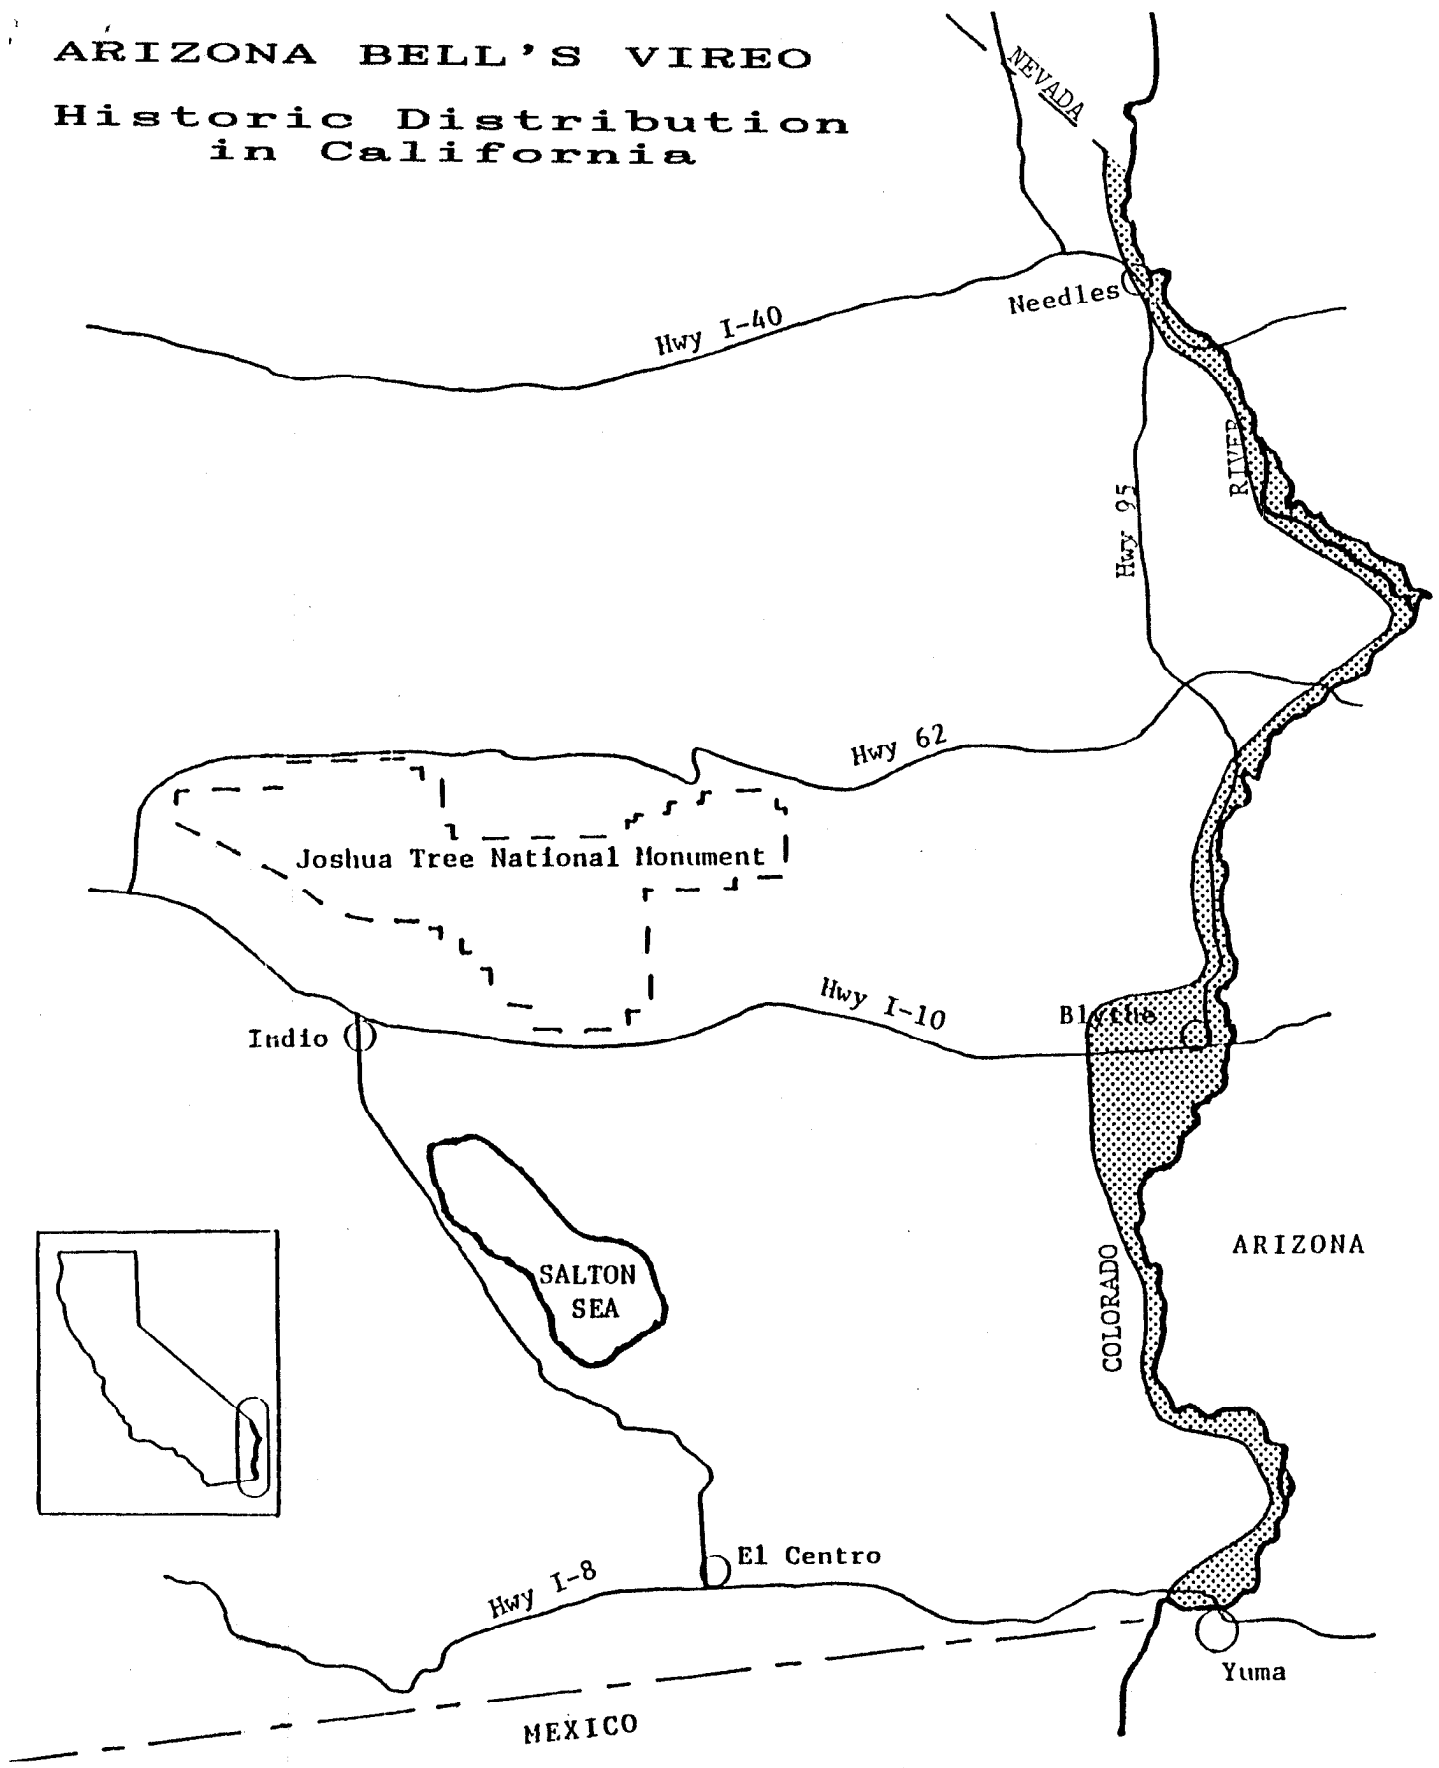 ARIZONA BELL'S VIREO
Historic Distribution
in California
NEVADA
Needles
Hwy I-40
RIVER
Hwy 95
Hwy 62
Joshua Tree National Monument
Hwy I-10
Blythe
Indio
ARIZONA
COLORADO
SALTON
SEA
El Centro
Hwy I-8
Yuma
MEXICO